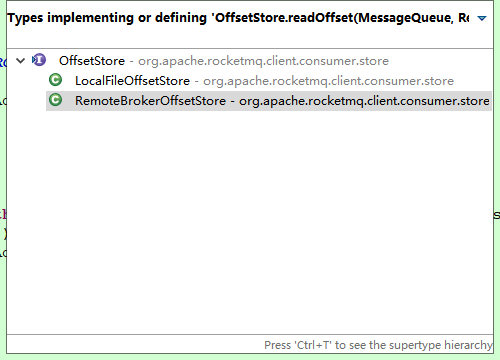 Types implementing or defining 'OffsetStore.readOffset(MessageQueue, Re
OffsetStore - org.apache.rocketmq.client.consumer.store
LocalFileOffsetStore - org.apache.rocketmq.client.consumer.store
RemoteBrokerOffsetStore - org.apache.rocketmq.client.consumer.store
Press 'Ctrl+T' to see the supertype hierarchy